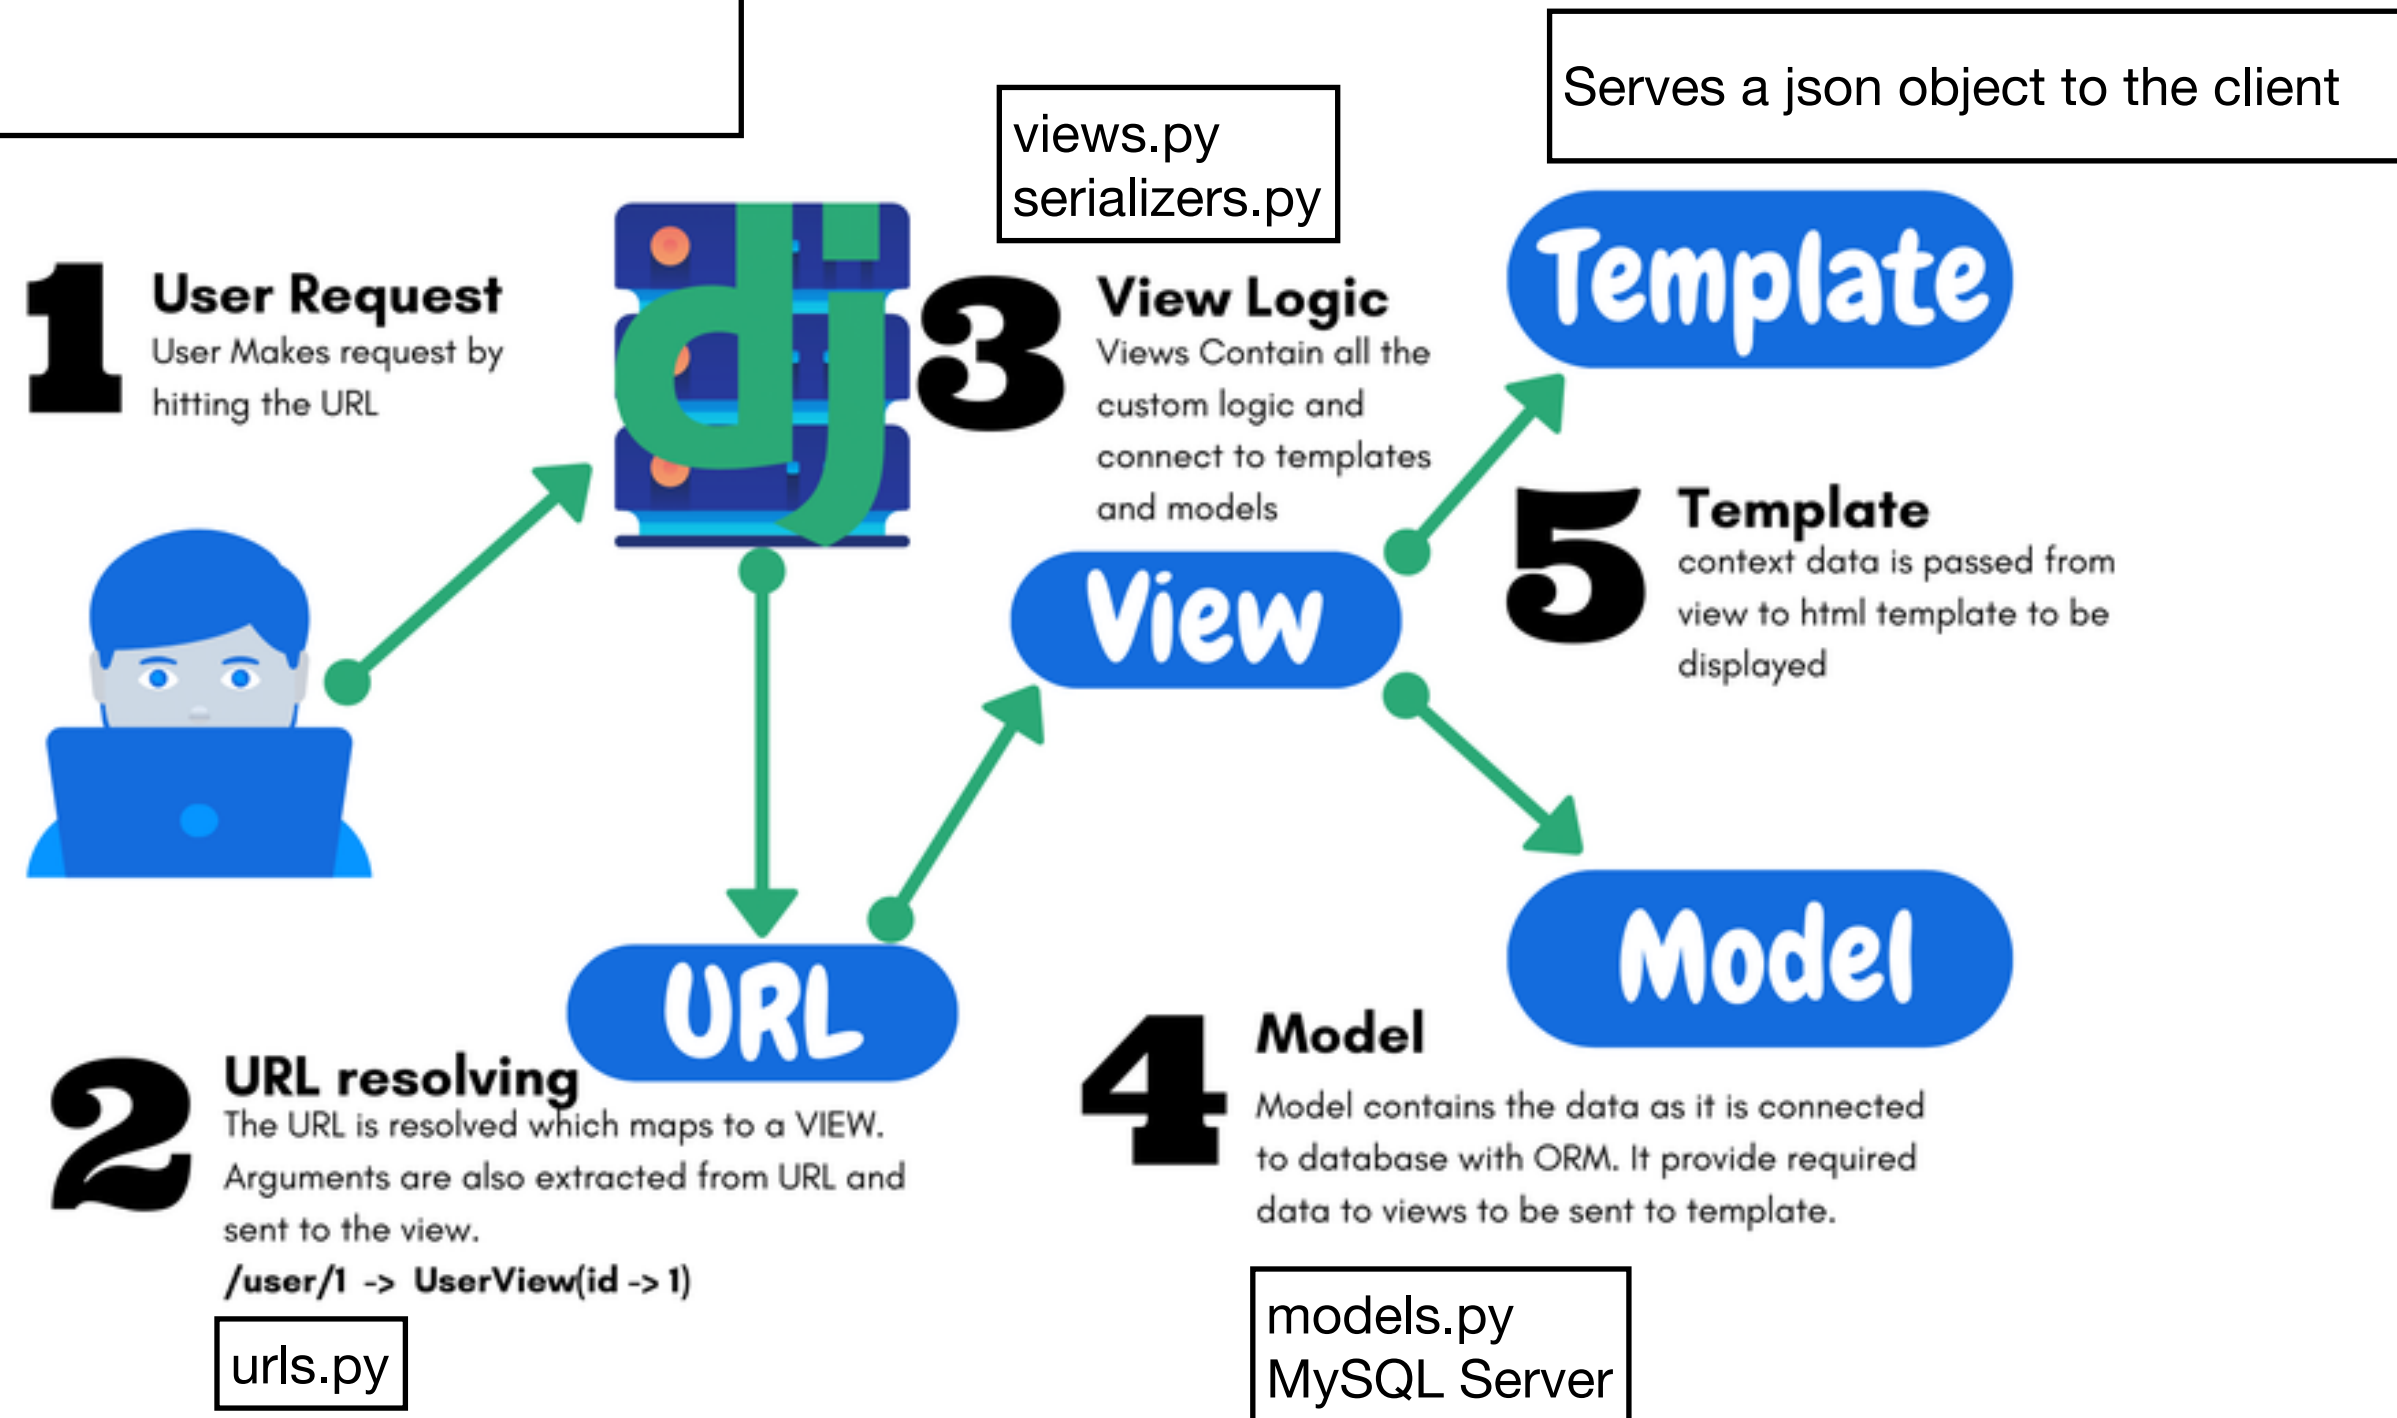 Serves a json object to the client
views.py
serializers.py
1
User Request
User Makes request by
hitting the URL
dj
3
View Logic
Views Contain all the
custom logic and
connect to templates
and models
Template
5
Template
context data is passed from
view to html template to be
displayed
View
URL
Model
2
URL resolving
The URL is resolved which maps to a VIEW.
Arguments are also extracted from URL and
sent to the view.
/user/1 -> UserView(id -> 1)
urls.py
4
Model
Model contains the data as it is connected
to database with ORM. It provide required
data to views to be sent to template.
models.py
MySQL Server